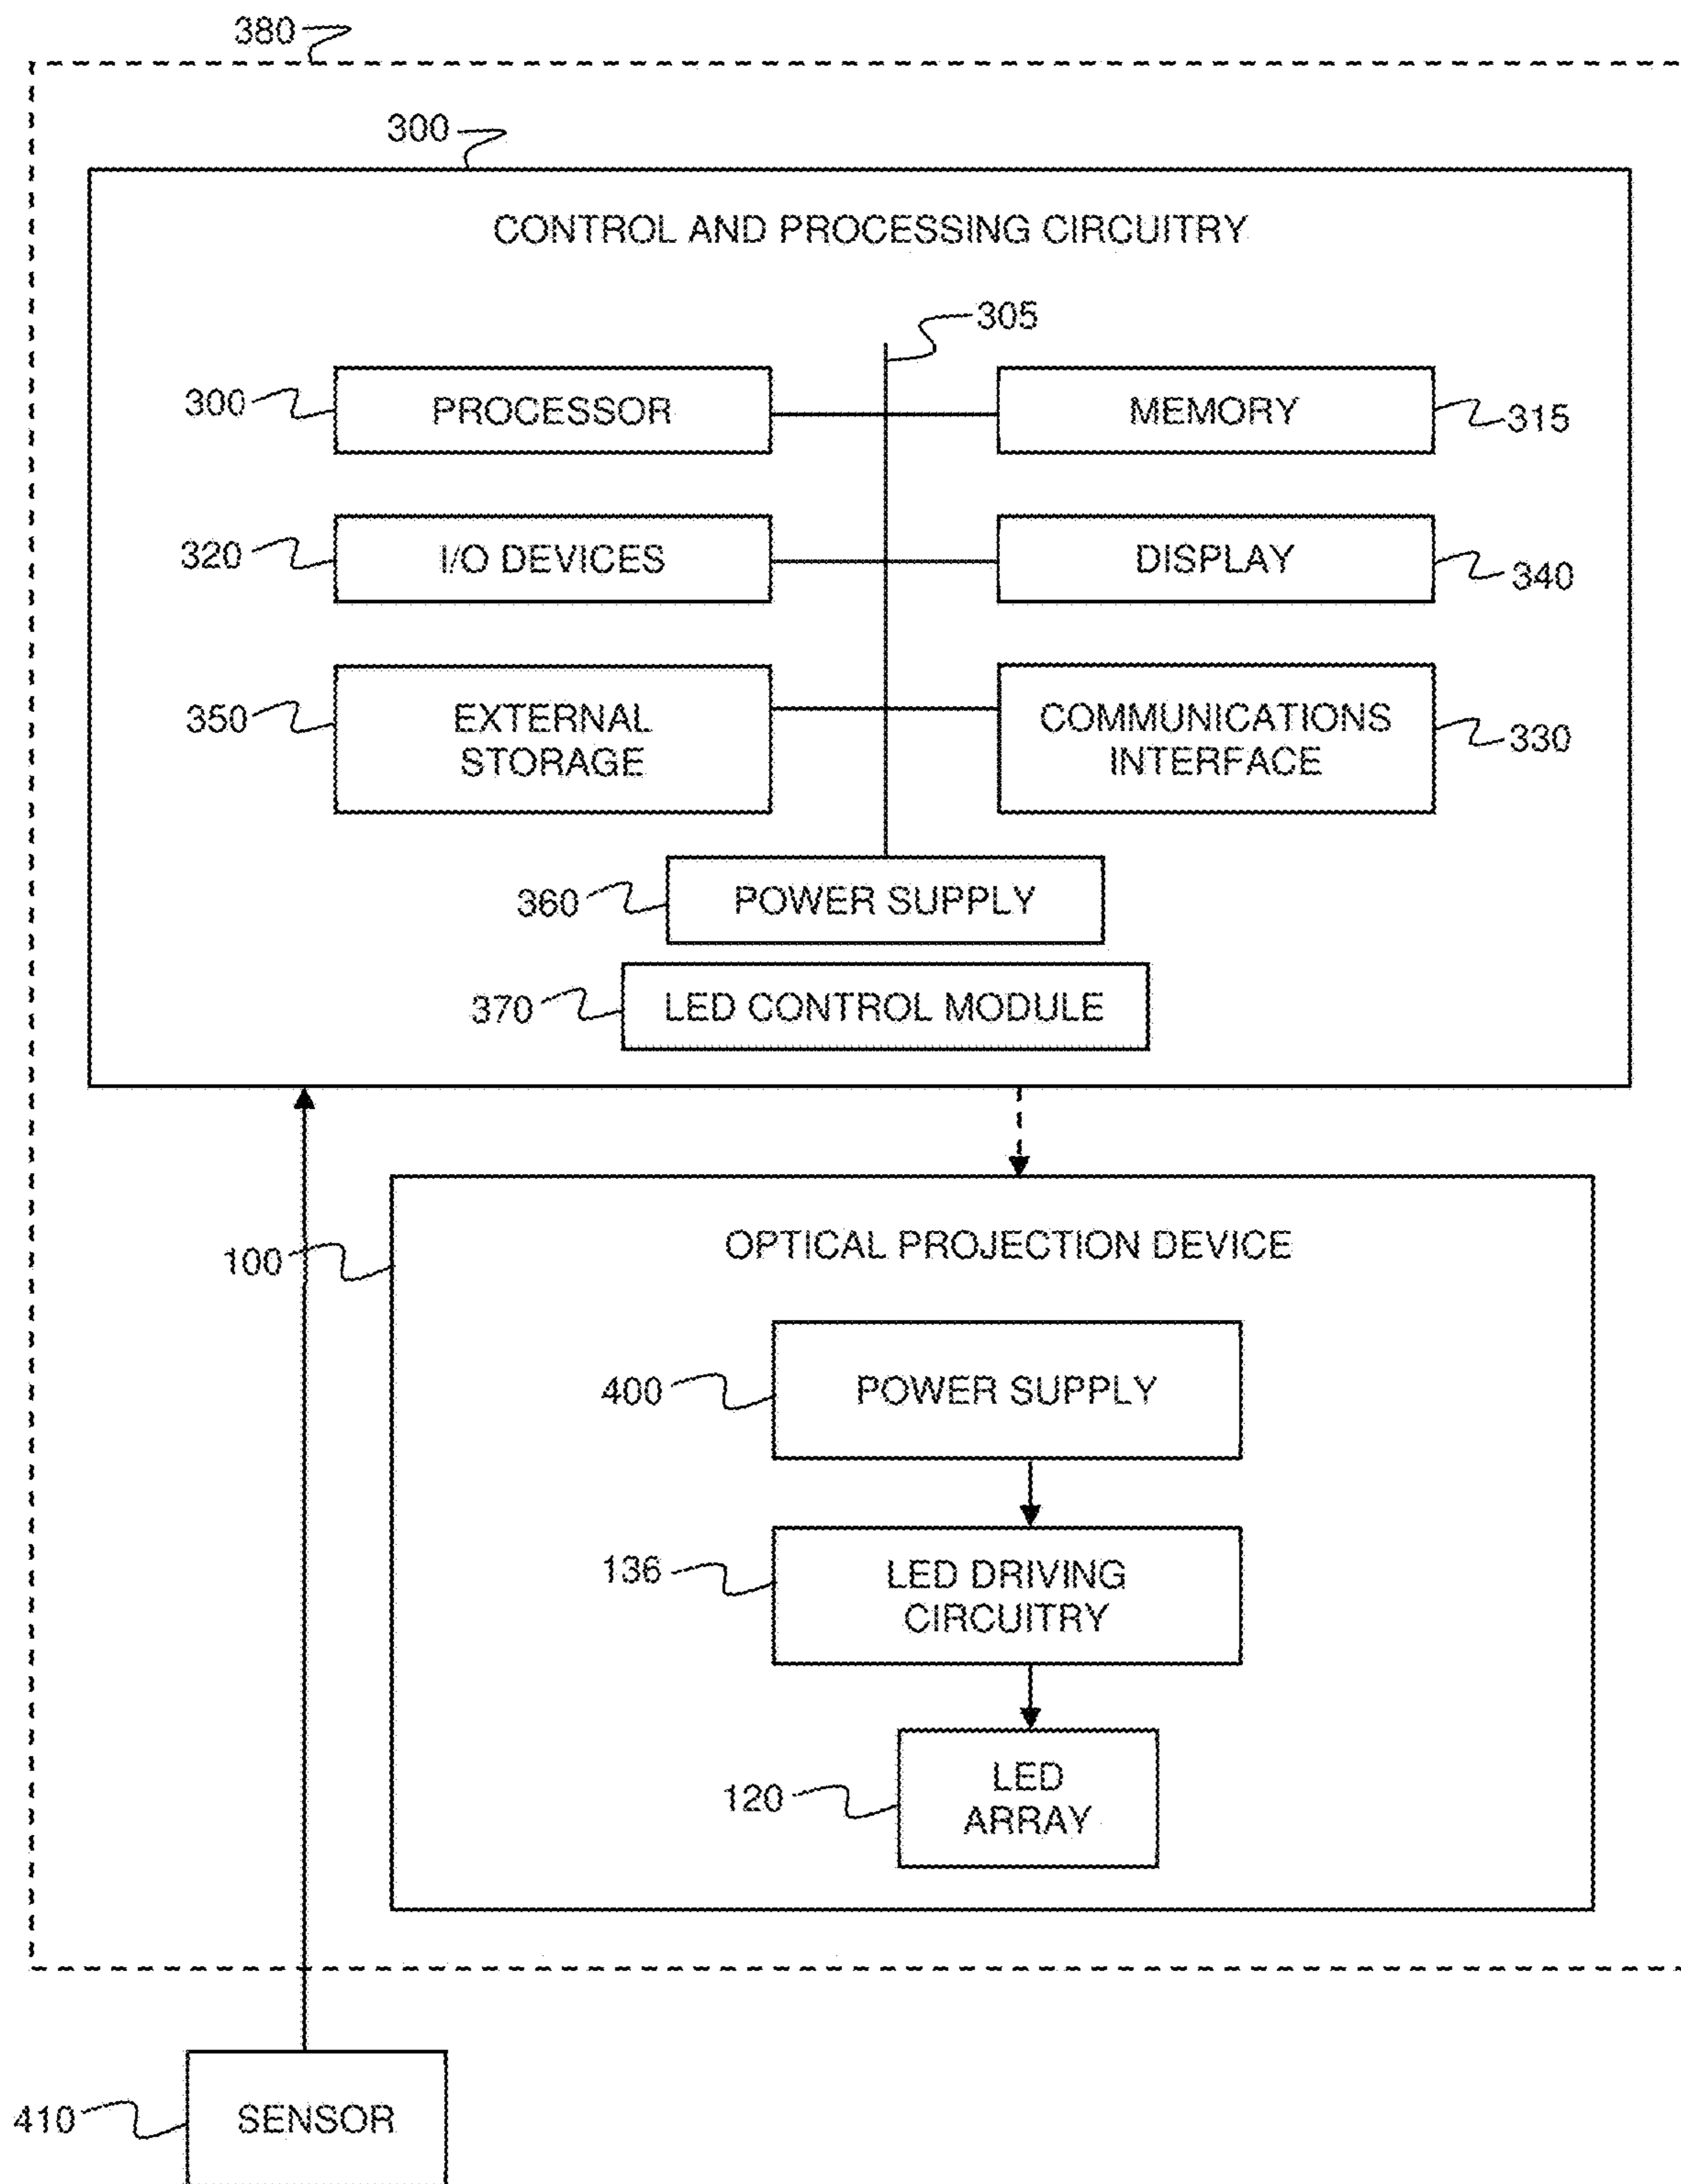 380
300
CONTROL AND PROCESSING CIRCUITRY
305
300
PROCESSOR
MEMORY
315
320
I/O DEVICES
DISPLAY
340
350
EXTERNAL
STORAGE
COMMUNICATIONS
INTERFACE
330
360
POWER SUPPLY
370
LED CONTROL MODULE
100
OPTICAL PROJECTION DEVICE
400
POWER SUPPLY
136
LED DRIVING
CIRCUITRY
120
LED
ARRAY
410
SENSOR